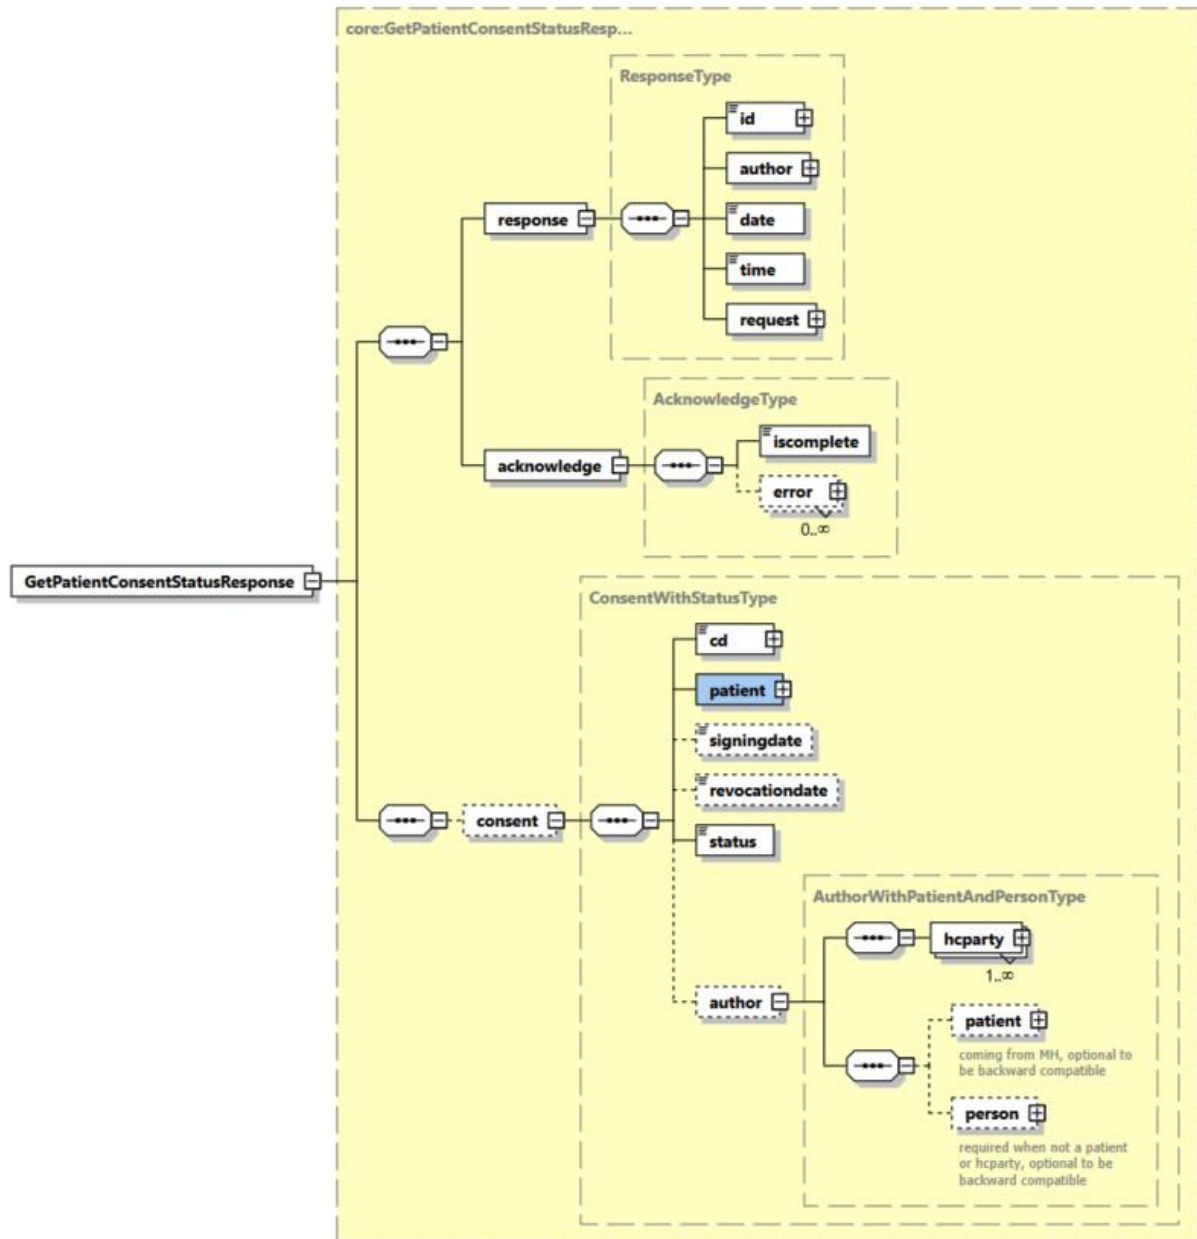 core:GetPatientConsentStatusResp...
ResponseType
id
author
date
response
time
request
AcknowledgeType
iscomplete
acknowledge
error
0..∞
GetPatientConsentStatusResponse
ConsentWithStatusType
cd
patient
signingdate
revocationdate
consent
status
AuthorWithPatientAndPersonType
hcparty
1..∞
author
patient
coming from MH, optional to
be backward compatible
person
required when not a patient
or hcparty, optional to be
backward compatible